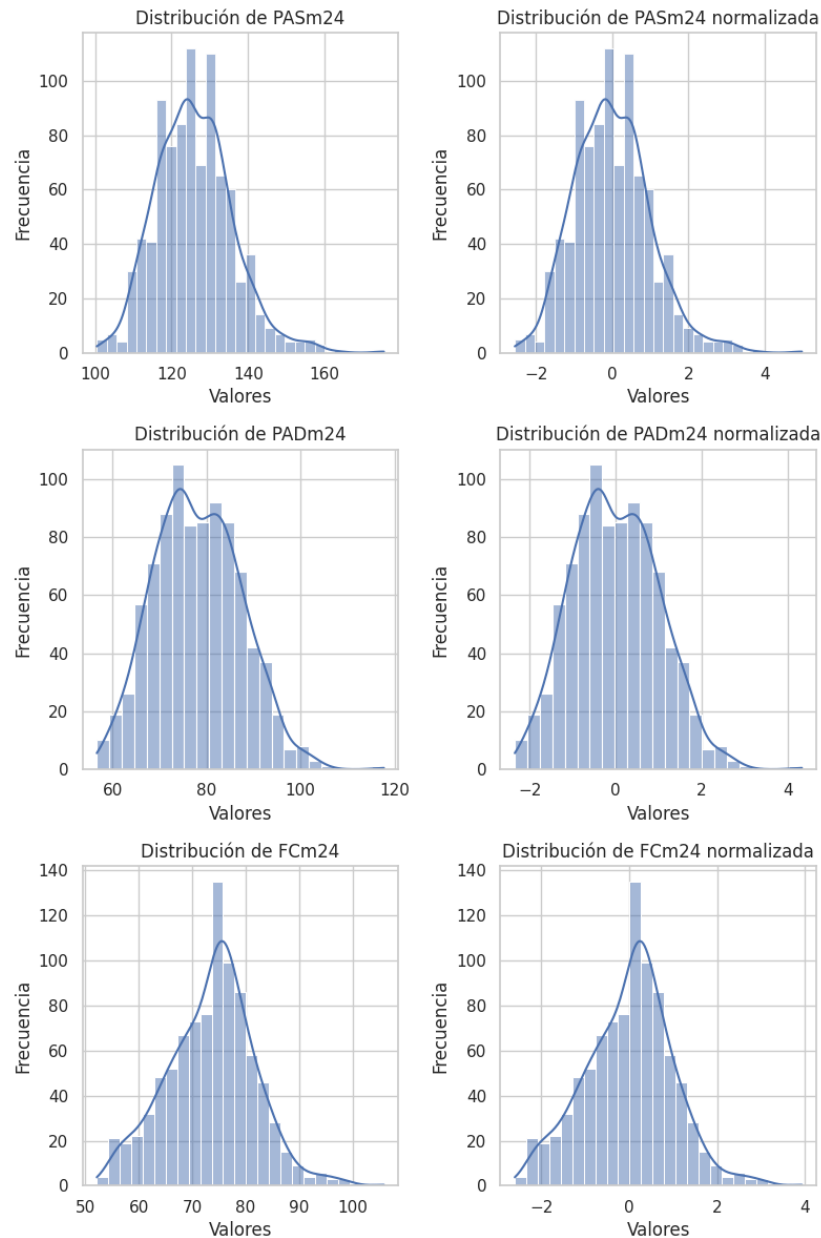 Distribución de PASm24
Distribución de PASm24 normalizada
Frecuencia
100
80
60
40
20
0
100 120 140 160
Valores
Frecuencia
100
80
60
40
20
0
−2 0 2 4
Valores
Distribución de PADm24
Distribución de PADm24 normalizada
Frecuencia
100
80
60
40
20
0
60 80 100 120
Valores
Frecuencia
100
80
60
40
20
0
−2 0 2 4
Valores
Distribución de FCm24
Distribución de FCm24 normalizada
Frecuencia
140
120
100
80
60
40
20
0
50 60 70 80 90 100
Valores
Frecuencia
140
120
100
80
60
40
20
0
−2 0 2 4
Valores